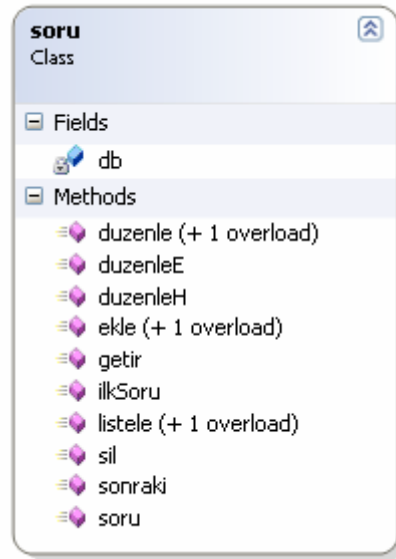 soru
Class
Fields
db
Methods
duzenle (+ 1 overload)
duzenleE
duzenleH
ekle (+ 1 overload)
getir
ilkSoru
listele (+ 1 overload)
sil
sonraki
soru